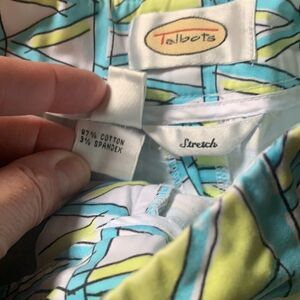 Talbots
97% COTTON
3% SPANDEX
Stretch